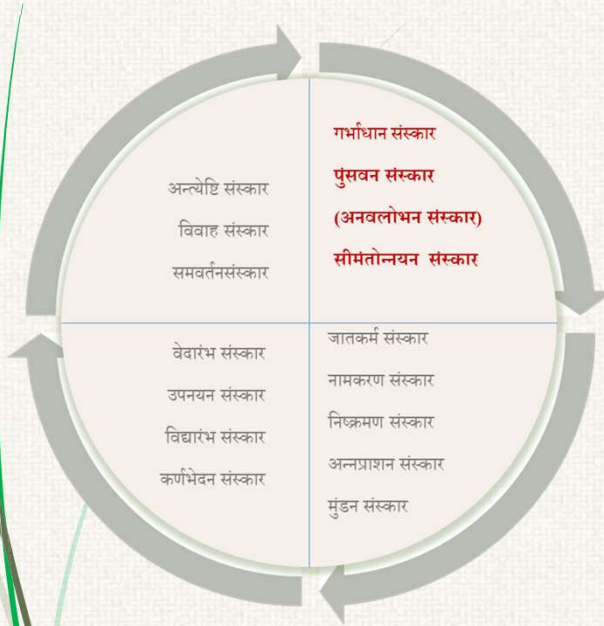 गर्भाधान संस्कार
पुंसवन संस्कार
(अनवलोभन संस्कार)
सीमंतोन्नयन संस्कार
जातकर्म संस्कार
नामकरण संस्कार
निष्क्रमण संस्कार
अन्नप्राशन संस्कार
मुंडन संस्कार
वेदारंभ संस्कार
उपनयन संस्कार
विद्यारंभ संस्कार
कर्णभेदन संस्कार
अन्त्येष्टि संस्कार
विवाह संस्कार
समवर्तनसंस्कार